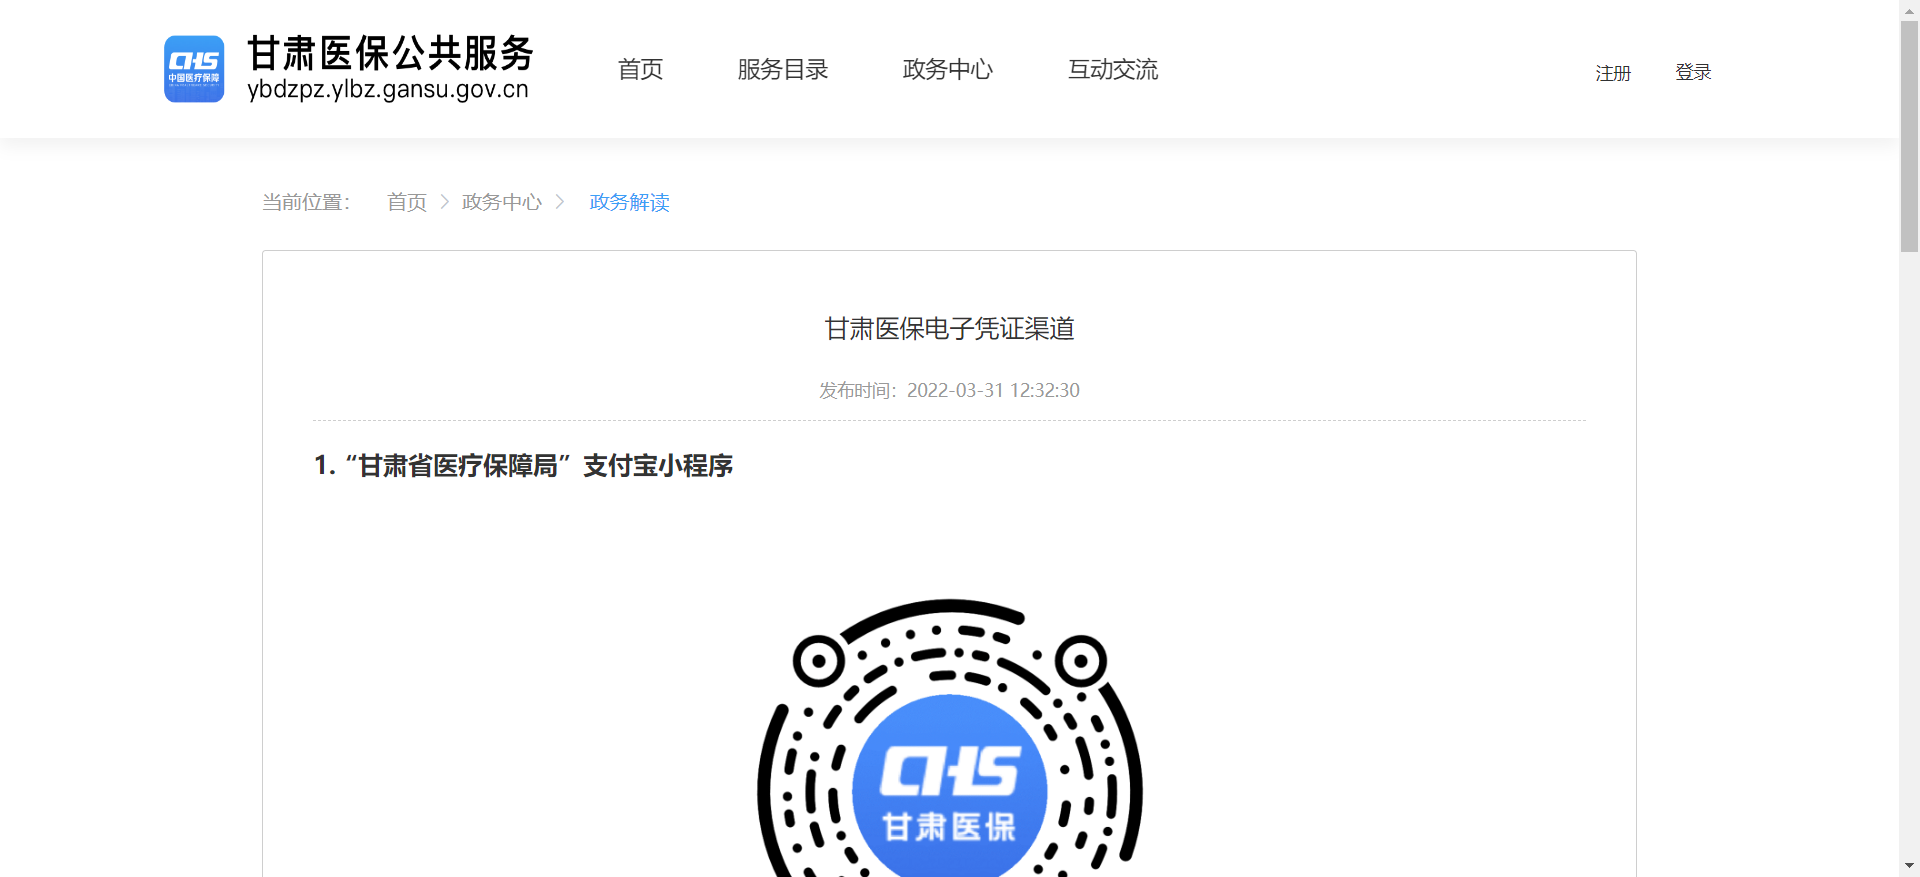 CHS
中国医疗保障
甘肃医保公共服务
ybdzpz.ylbz.gansu.gov.cn
首页
服务目录
政务中心
互动交流
注册
登录
当前位置：
首页
政务中心
政务解读
甘肃医保电子凭证渠道
发布时间：2022-03-31 12:32:30
1. “甘肃省医疗保障局”支付宝小程序
CHS
甘肃医保